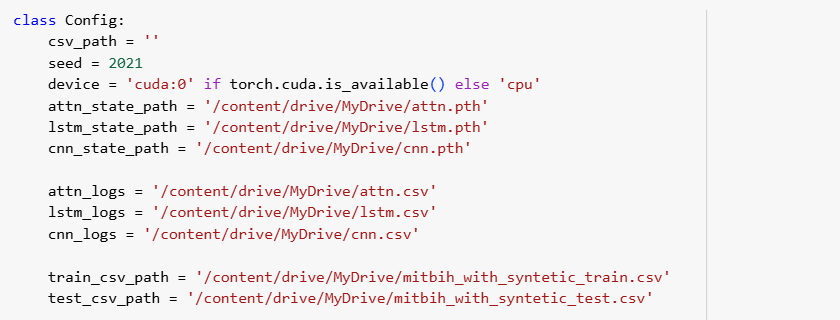 class Config:
    csv_path = ''
    seed = 2021
    device = 'cuda:0' if torch.cuda.is_available() else 'cpu'
    attn_state_path = '/content/drive/MyDrive/attn.pth'
    lstm_state_path = '/content/drive/MyDrive/lstm.pth'
    cnn_state_path = '/content/drive/MyDrive/cnn.pth'

    attn_logs = '/content/drive/MyDrive/attn.csv'
    lstm_logs = '/content/drive/MyDrive/lstm.csv'
    cnn_logs = '/content/drive/MyDrive/cnn.csv'

    train_csv_path = '/content/drive/MyDrive/mitbih_with_syntetic_train.csv'
    test_csv_path = '/content/drive/MyDrive/mitbih_with_syntetic_test.csv'